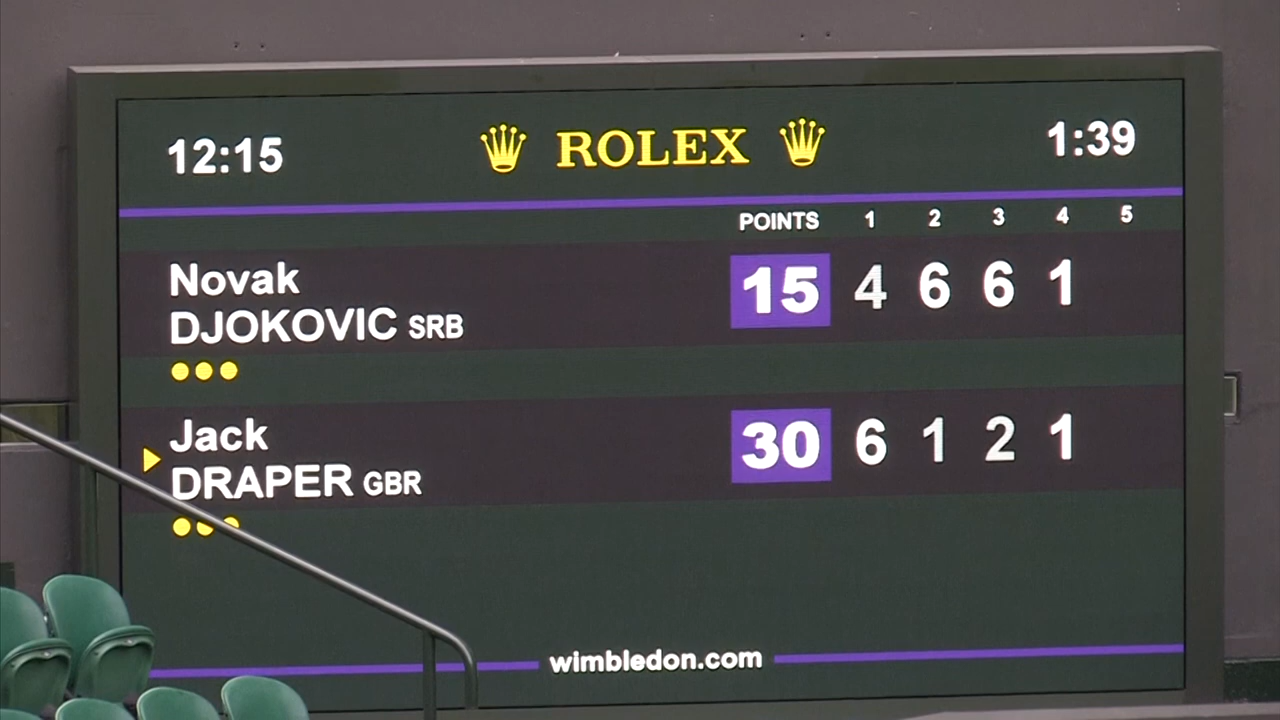 12:15 ROLEX 1:39
POINTS 1 2 3 4 5
Novak
DJOKOVIC SRB
15 4 6 6 1
Jack
DRAPER GBR
30 6 1 2 1
wimbledon.com